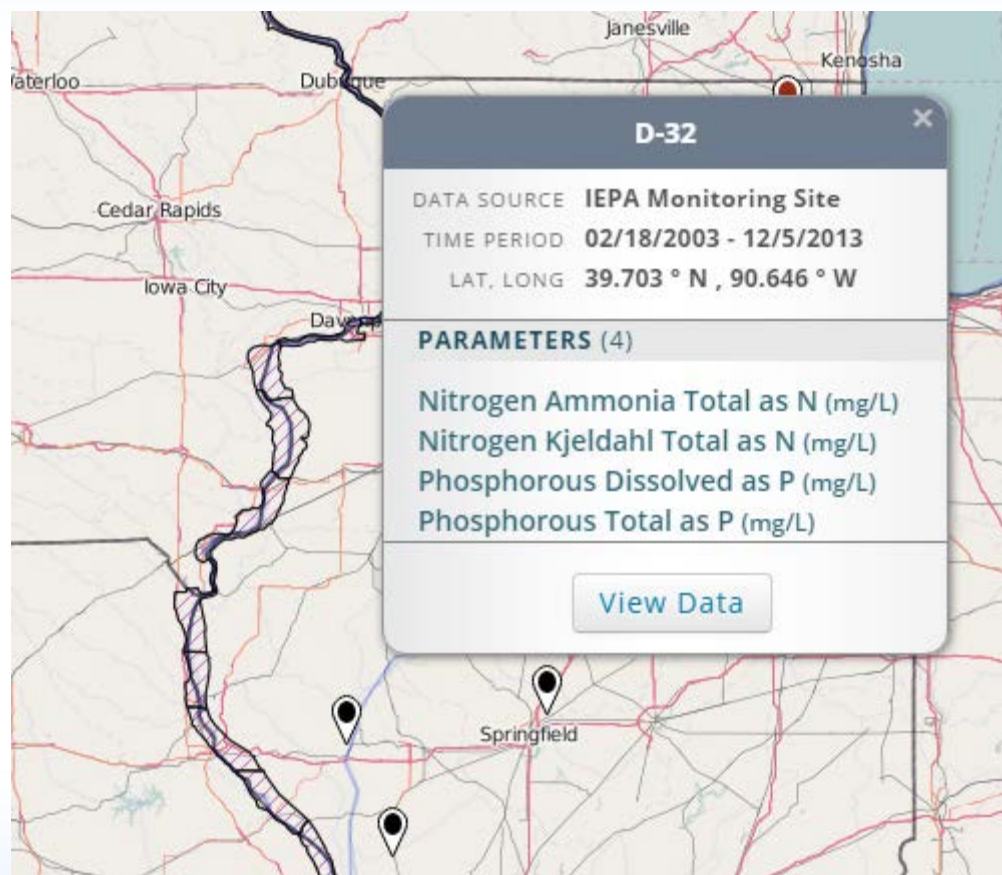 Janesville
Kenosha
Dubuque
Cedar Rapids
Iowa City
D-32
×
DATA SOURCE IEPA Monitoring Site
TIME PERIOD 02/18/2003 - 12/5/2013
LAT, LONG 39.703 ° N , 90.646 ° W
PARAMETERS (4)
Nitrogen Ammonia Total as N (mg/L)
Nitrogen Kjeldahl Total as N (mg/L)
Phosphorous Dissolved as P (mg/L)
Phosphorous Total as P (mg/L)
View Data
Springfield